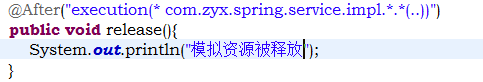 @After("execution(* com.zyx.spring.service.impl.*.*(..))")
public void release(){
System.out.println("模拟资源被释放");
}